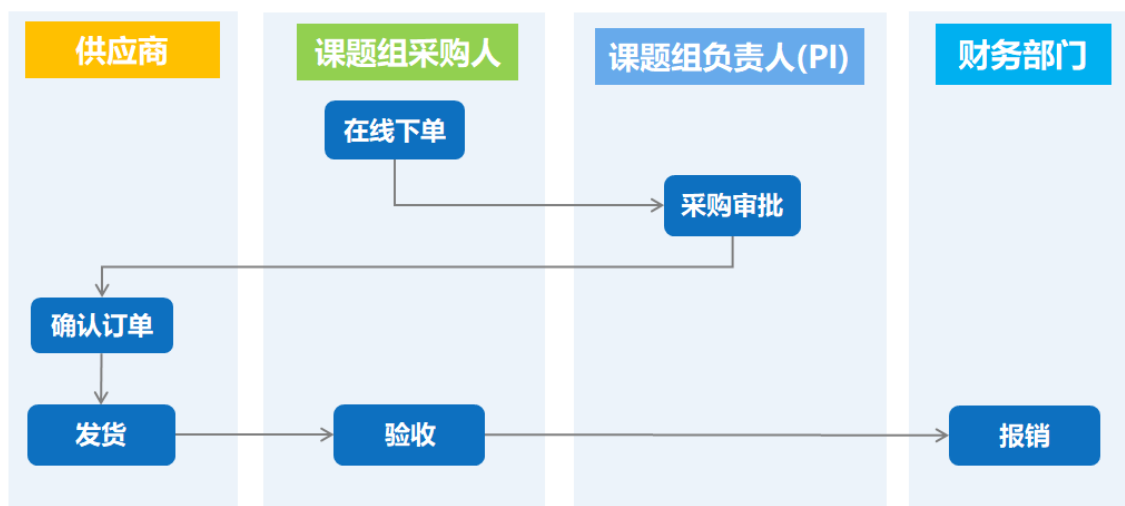 供应商
课题组采购人
课题组负责人(PI)
财务部门
在线下单
采购审批
确认订单
发货
验收
报销